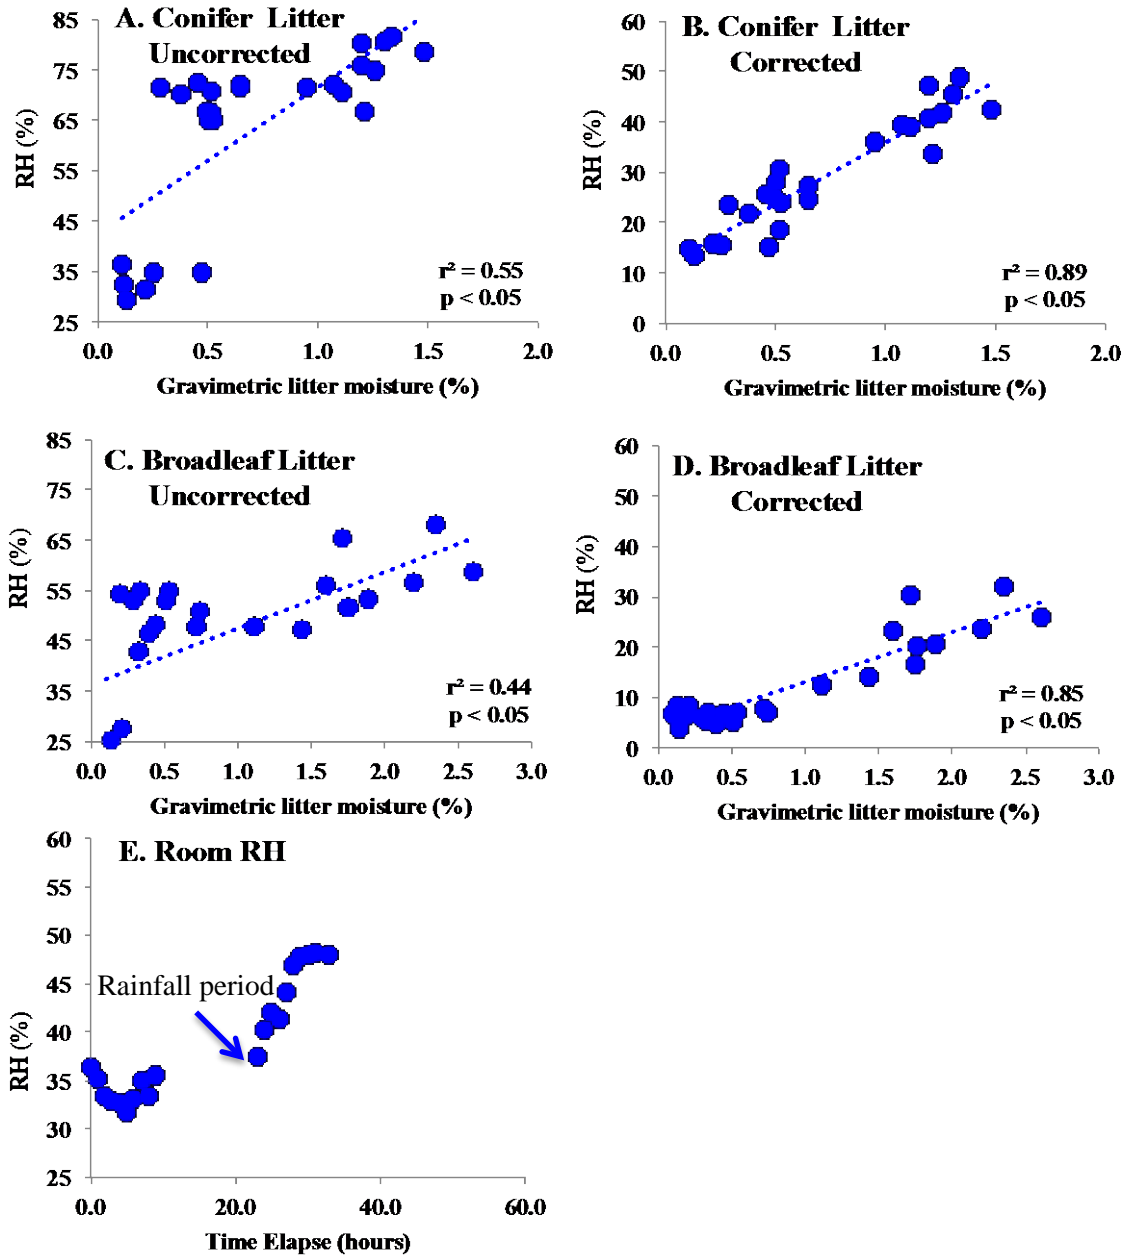 A. Conifer Litter
Uncorrected
85
75
65
55
45
35
25
RH (%)
r² = 0.55
p < 0.05
0.0 0.5 1.0 1.5 2.0
Gravimetric litter moisture (%)
B. Conifer Litter
Corrected
60
50
40
30
20
10
0
RH (%)
r² = 0.89
p < 0.05
0.0 0.5 1.0 1.5 2.0
Gravimetric litter moisture (%)
C. Broadleaf Litter
Uncorrected
85
75
65
55
45
35
25
RH (%)
r² = 0.44
p < 0.05
0.0 0.5 1.0 1.5 2.0 2.5 3.0
Gravimetric litter moisture (%)
D. Broadleaf Litter
Corrected
60
50
40
30
20
10
0
RH (%)
r² = 0.85
p < 0.05
0.0 0.5 1.0 1.5 2.0 2.5 3.0
Gravimetric litter moisture (%)
E. Room RH
60
55
50
45
40
35
30
25
RH (%)
Rainfall period
0.0 20.0 40.0 60.0
Time Elapse (hours)